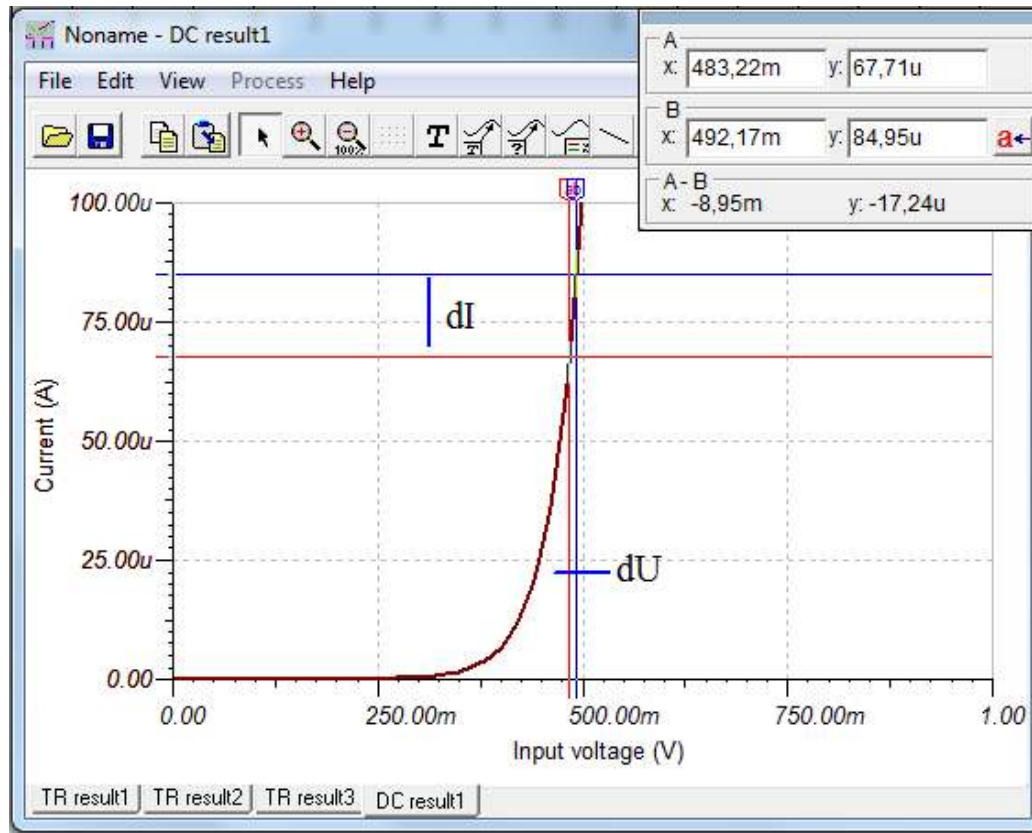 Noname - DC result1
File Edit View Process Help
100%
T
T
?
A
x: 483,22m y: 67,71u
B
x: 492,17m y: 84,95u
a←
A - B
x: -8,95m y: -17,24u
100.00u
75.00u
50.00u
25.00u
0.00
Current (A)
dI
dU
0.00 250.00m 500.00m 750.00m 1.00
Input voltage (V)
TR result1 TR result2 TR result3 DC result1